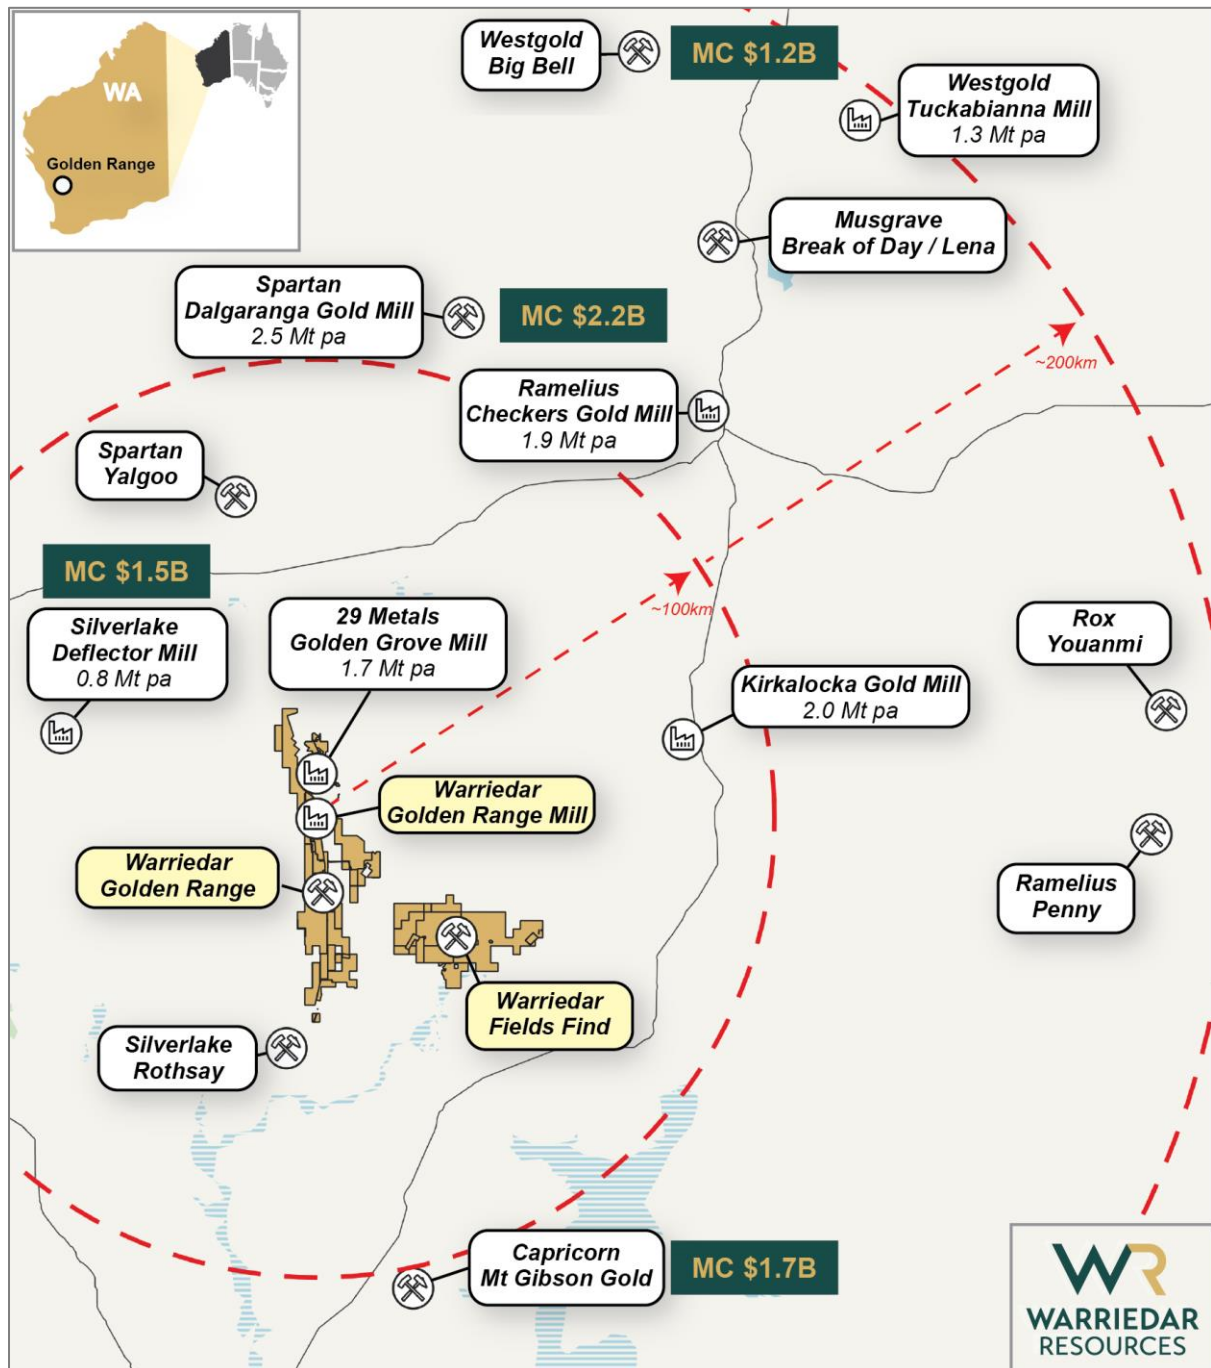 WA
Golden Range
Westgold
Big Bell
MC $1.2B
Westgold
Tuckabianna Mill
1.3 Mt pa
Musgrave
Break of Day / Lena
Spartan
Dalgaranga Gold Mill
2.5 Mt pa
MC $2.2B
~200km
Ramelius
Checkers Gold Mill
1.9 Mt pa
Spartan
Yalgoo
MC $1.5B
Silverlake
Deflector Mill
0.8 Mt pa
29 Metals
Golden Grove Mill
1.7 Mt pa
~100km
Rox
Youanmi
Kirkalocka Gold Mill
2.0 Mt pa
Warriedar
Golden Range Mill
Warriedar
Golden Range
Ramelius
Penny
Warriedar
Fields Find
Silverlake
Rothsay
Capricorn
Mt Gibson Gold
MC $1.7B
WR
WARRIEDAR
RESOURCES